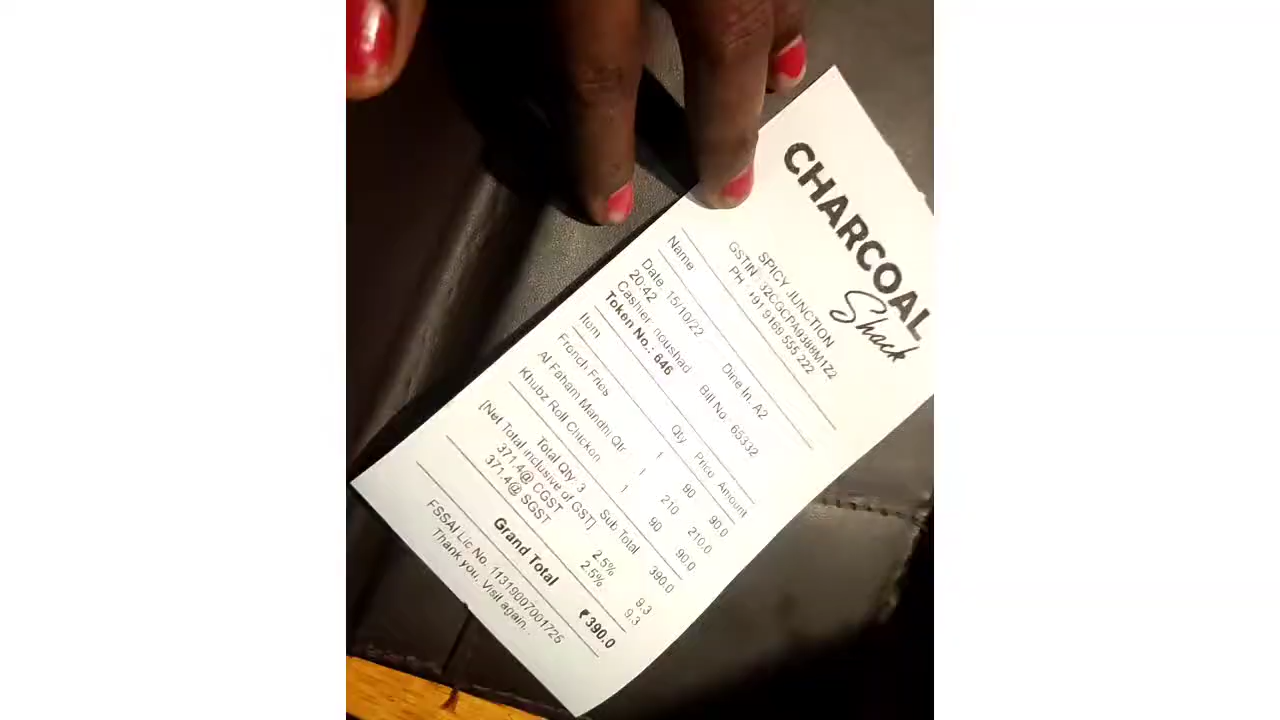 CHARCOAL
Shack
SPICY JUNCTION
GSTIN : 32CGCPA9388M1Z2
PH : +91 9169 555 222
Name
Date: 15/10/22 Dine In: A2
20:42
Cashier: noushad Bill No.: 65332
Token No.: 646
Item Qty Price Amount
French Fries 1 90 90.0
Al Faham Mandhi Qtr 1 210 210.0
Khubz Roll Chicken 1 90 90.0
Total Qty: 3 Sub Total 390.0
[Net Total inclusive of GST]
371.4@ CGST 2.5% 9.3
371.4@ SGST 2.5% 9.3
Grand Total ₹390.0
FSSAI Lic No. 11319007001725
Thank you, Visit again...